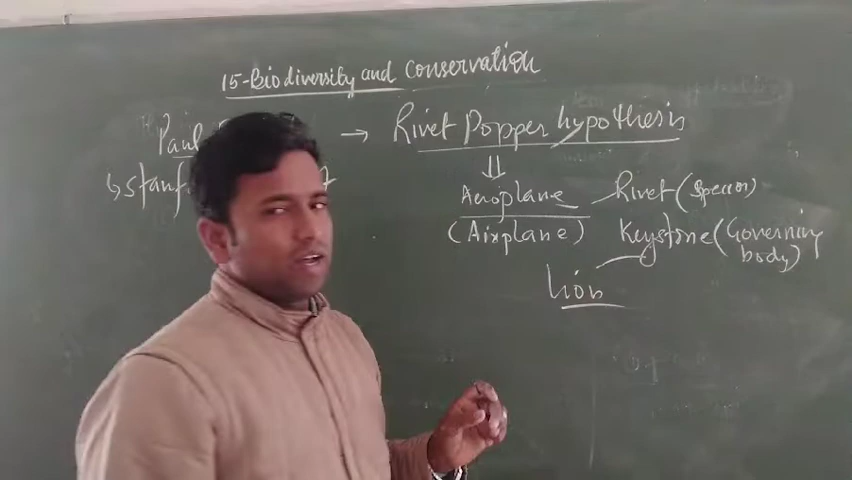 15-Biodiversity and conservation
Paul → Rivet Popper hypothesis
↳ Stanf
⇓
Aeroplane – Rivet (Species)
(Airplane) Keystone (Governing
body)
Lion